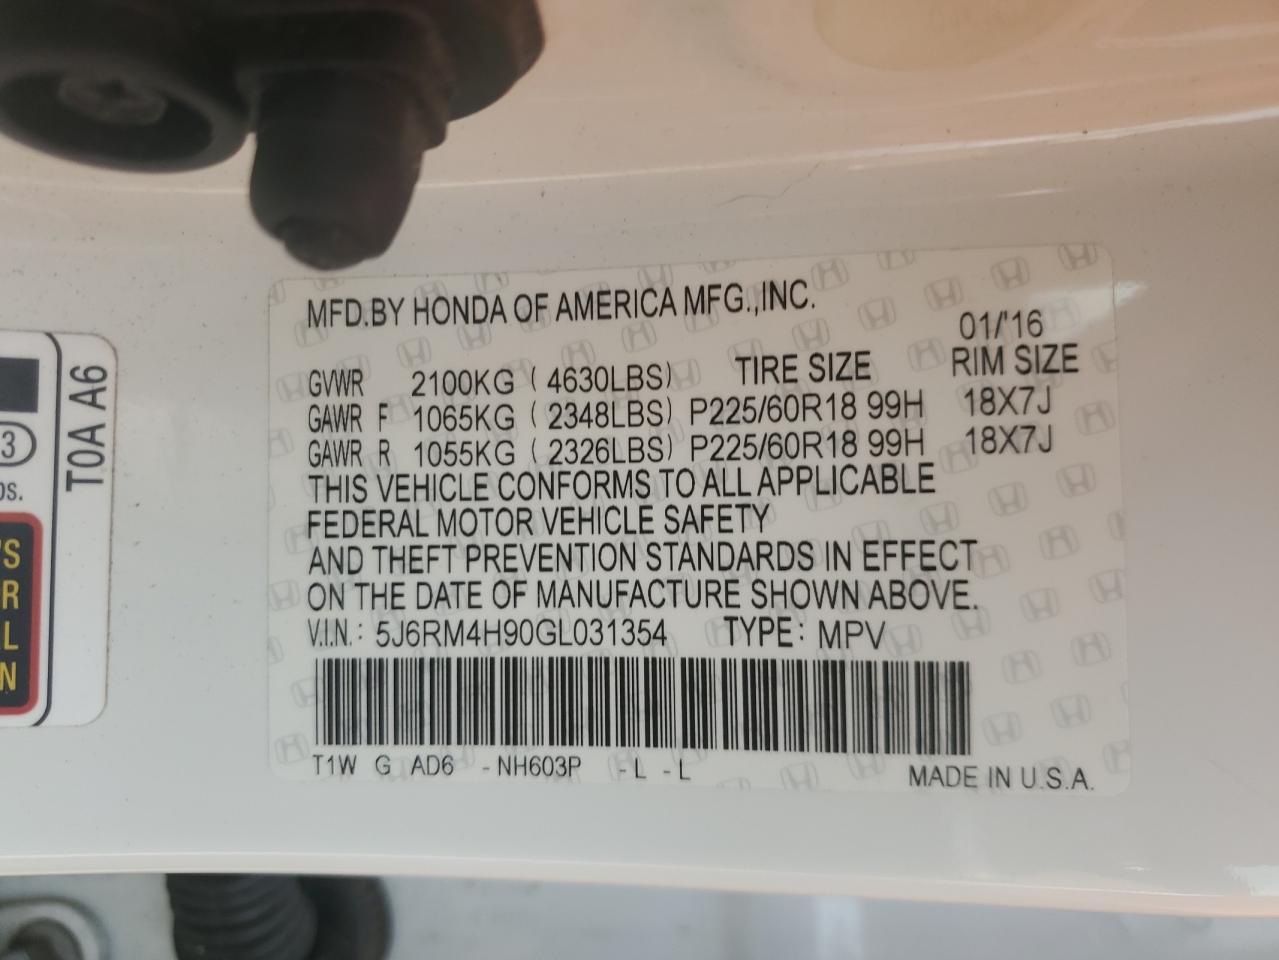 MFD.BY HONDA OF AMERICA MFG.,INC.
01/'16
GVWR 2100KG ( 4630LBS) TIRE SIZE RIM SIZE
GAWR F 1065KG ( 2348LBS) P225/60R18 99H 18X7J
GAWR R 1055KG ( 2326LBS) P225/60R18 99H 18X7J
THIS VEHICLE CONFORMS TO ALL APPLICABLE
FEDERAL MOTOR VEHICLE SAFETY
AND THEFT PREVENTION STANDARDS IN EFFECT
ON THE DATE OF MANUFACTURE SHOWN ABOVE.
V.I.N.: 5J6RM4H90GL031354 TYPE: MPV
T1W G AD6 -NH603P -L -L
MADE IN U.S.A.
T0A A6
3